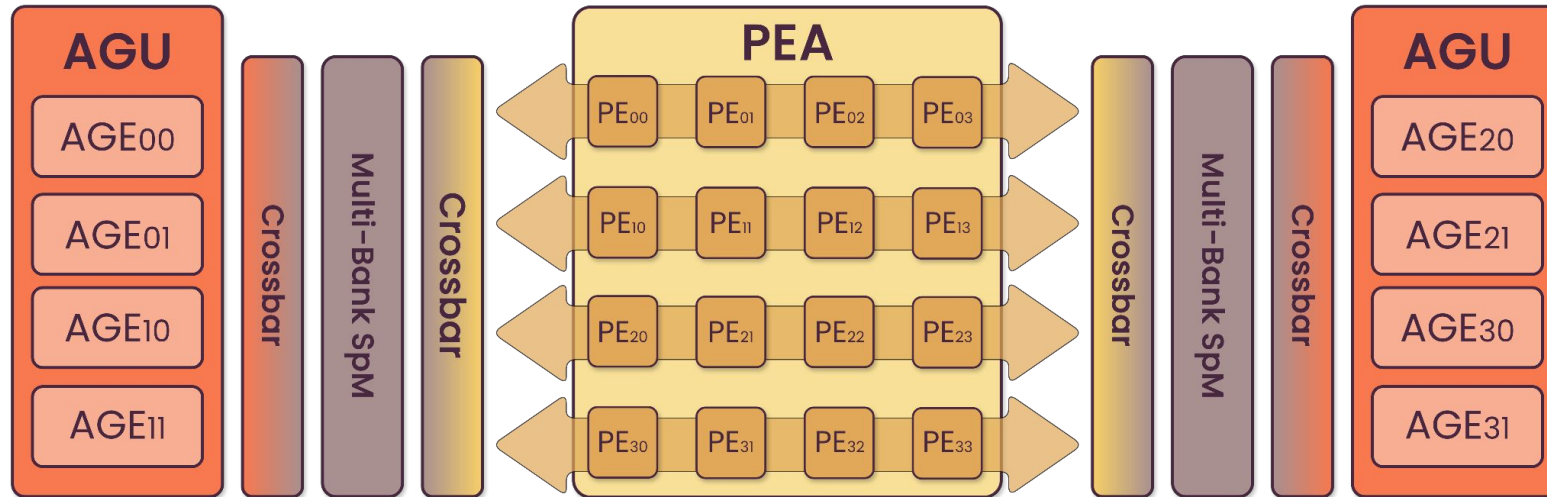 AGU
AGE00
AGE01
AGE10
AGE11
Crossbar
Multi-Bank SpM
Crossbar
PEA
PE00 PE01 PE02 PE03
PE10 PE11 PE12 PE13
PE20 PE21 PE22 PE23
PE30 PE31 PE32 PE33
Crossbar
Multi-Bank SpM
Crossbar
AGU
AGE20
AGE21
AGE30
AGE31